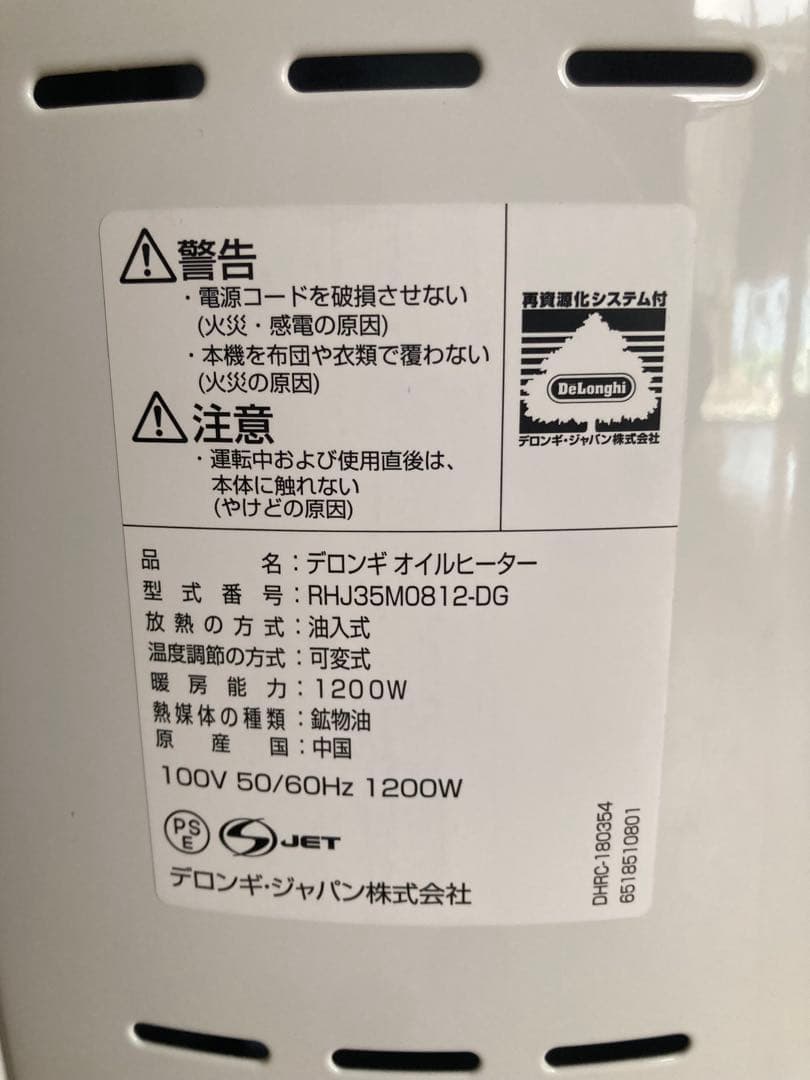 警告
・電源コードを破損させない
(火災・感電の原因)
・本機を布団や衣類で覆わない
(火災の原因)
注意
・運転中および使用直後は、
本体に触れない
(やけどの原因)
再資源化システム付
DeLonghi
デロンギ・ジャパン株式会社
品名：デロンギ オイルヒーター
型式番号：RHJ35M0812-DG
放熱の方式：油入式
温度調節の方式：可変式
暖房能力：1200W
熱媒体の種類：鉱物油
原産国：中国
100V 50/60Hz 1200W
PSE
JET
デロンギ・ジャパン株式会社
DHRC-180354
6518510801